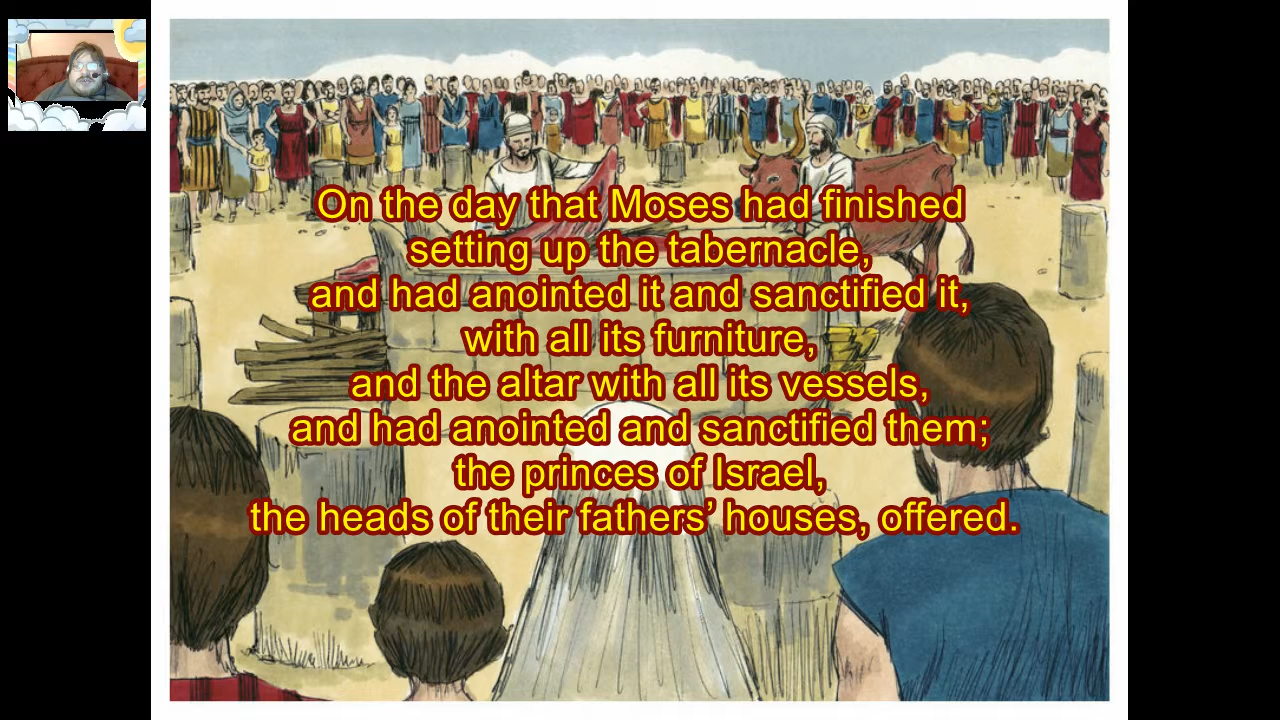 On the day that Moses had finished
setting up the tabernacle,
and had anointed it and sanctified it,
with all its furniture,
and the altar with all its vessels,
and had anointed and sanctified them;
the princes of Israel,
the heads of their fathers’ houses, offered.